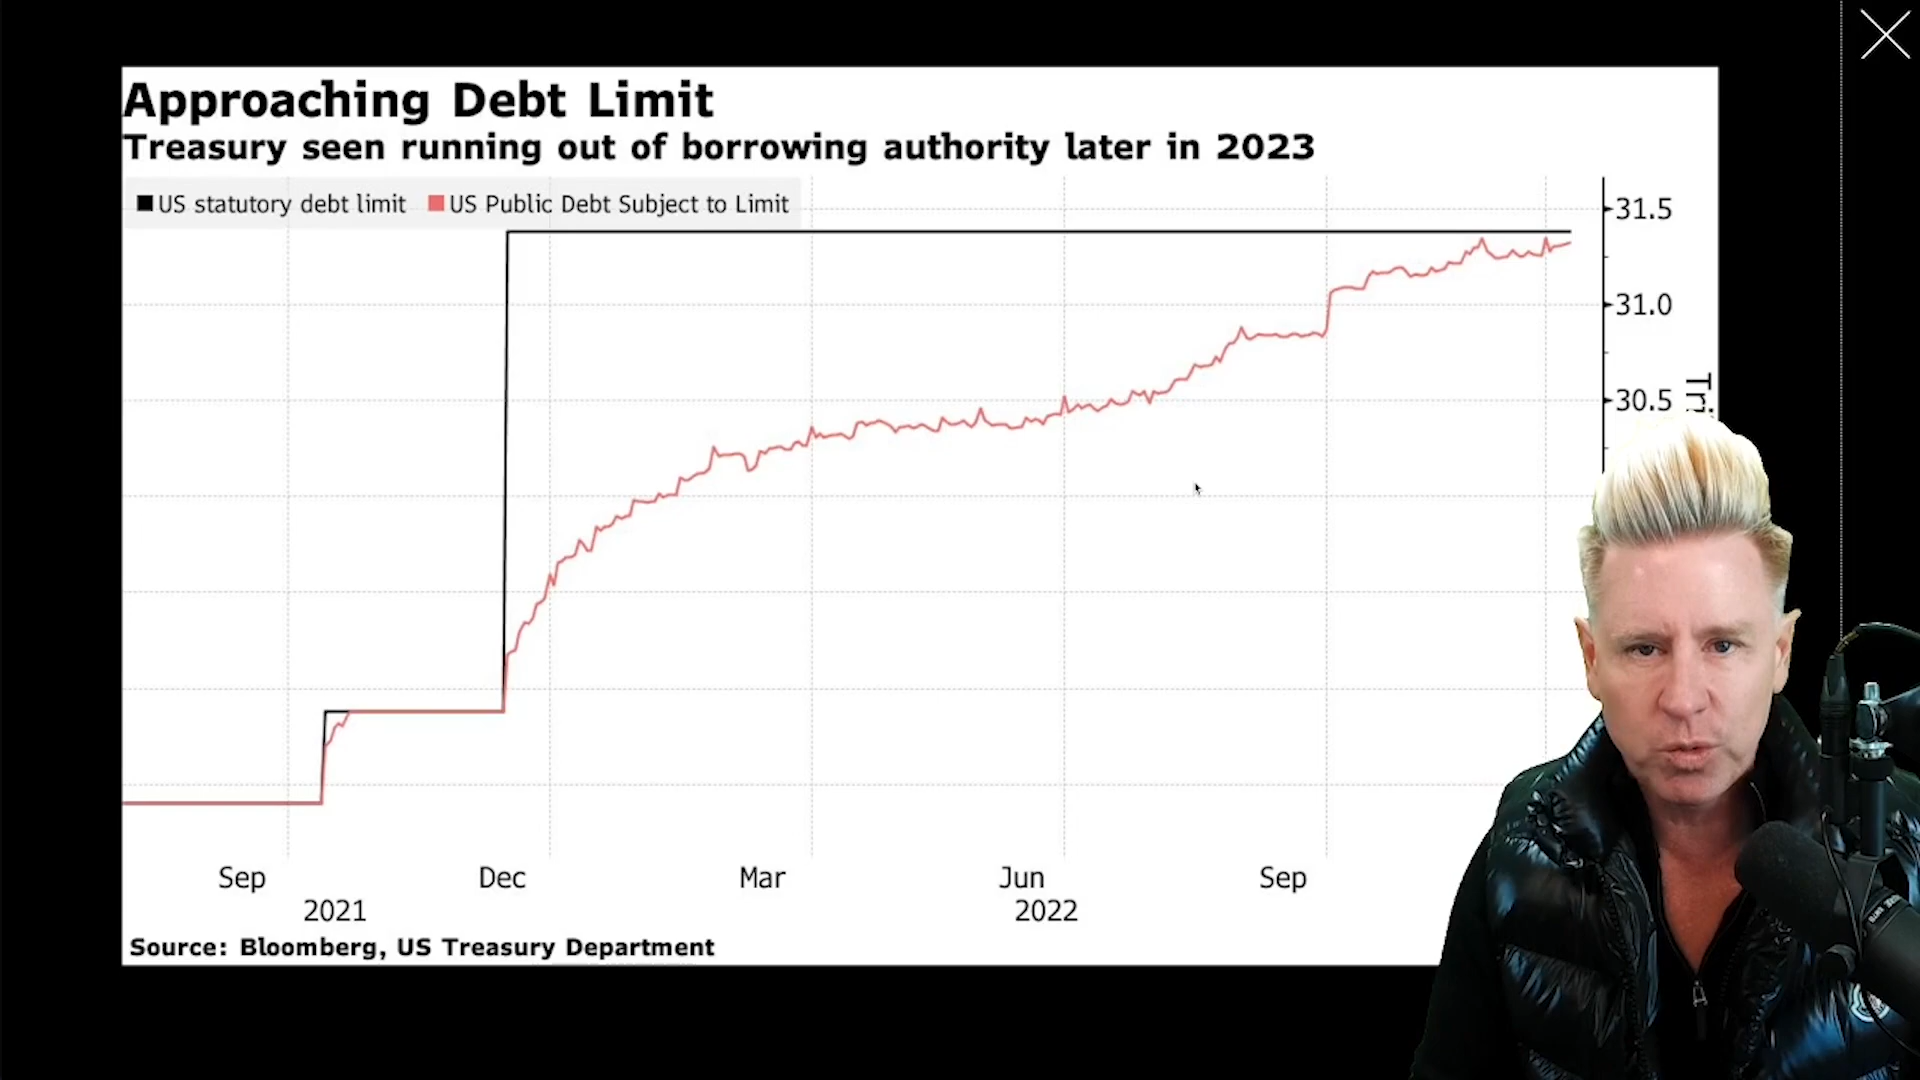 Approaching Debt Limit
Treasury seen running out of borrowing authority later in 2023
US statutory debt limit US Public Debt Subject to Limit
31.5
31.0
30.5
Sep Dec Mar Jun Sep
2021 2022
Source: Bloomberg, US Treasury Department